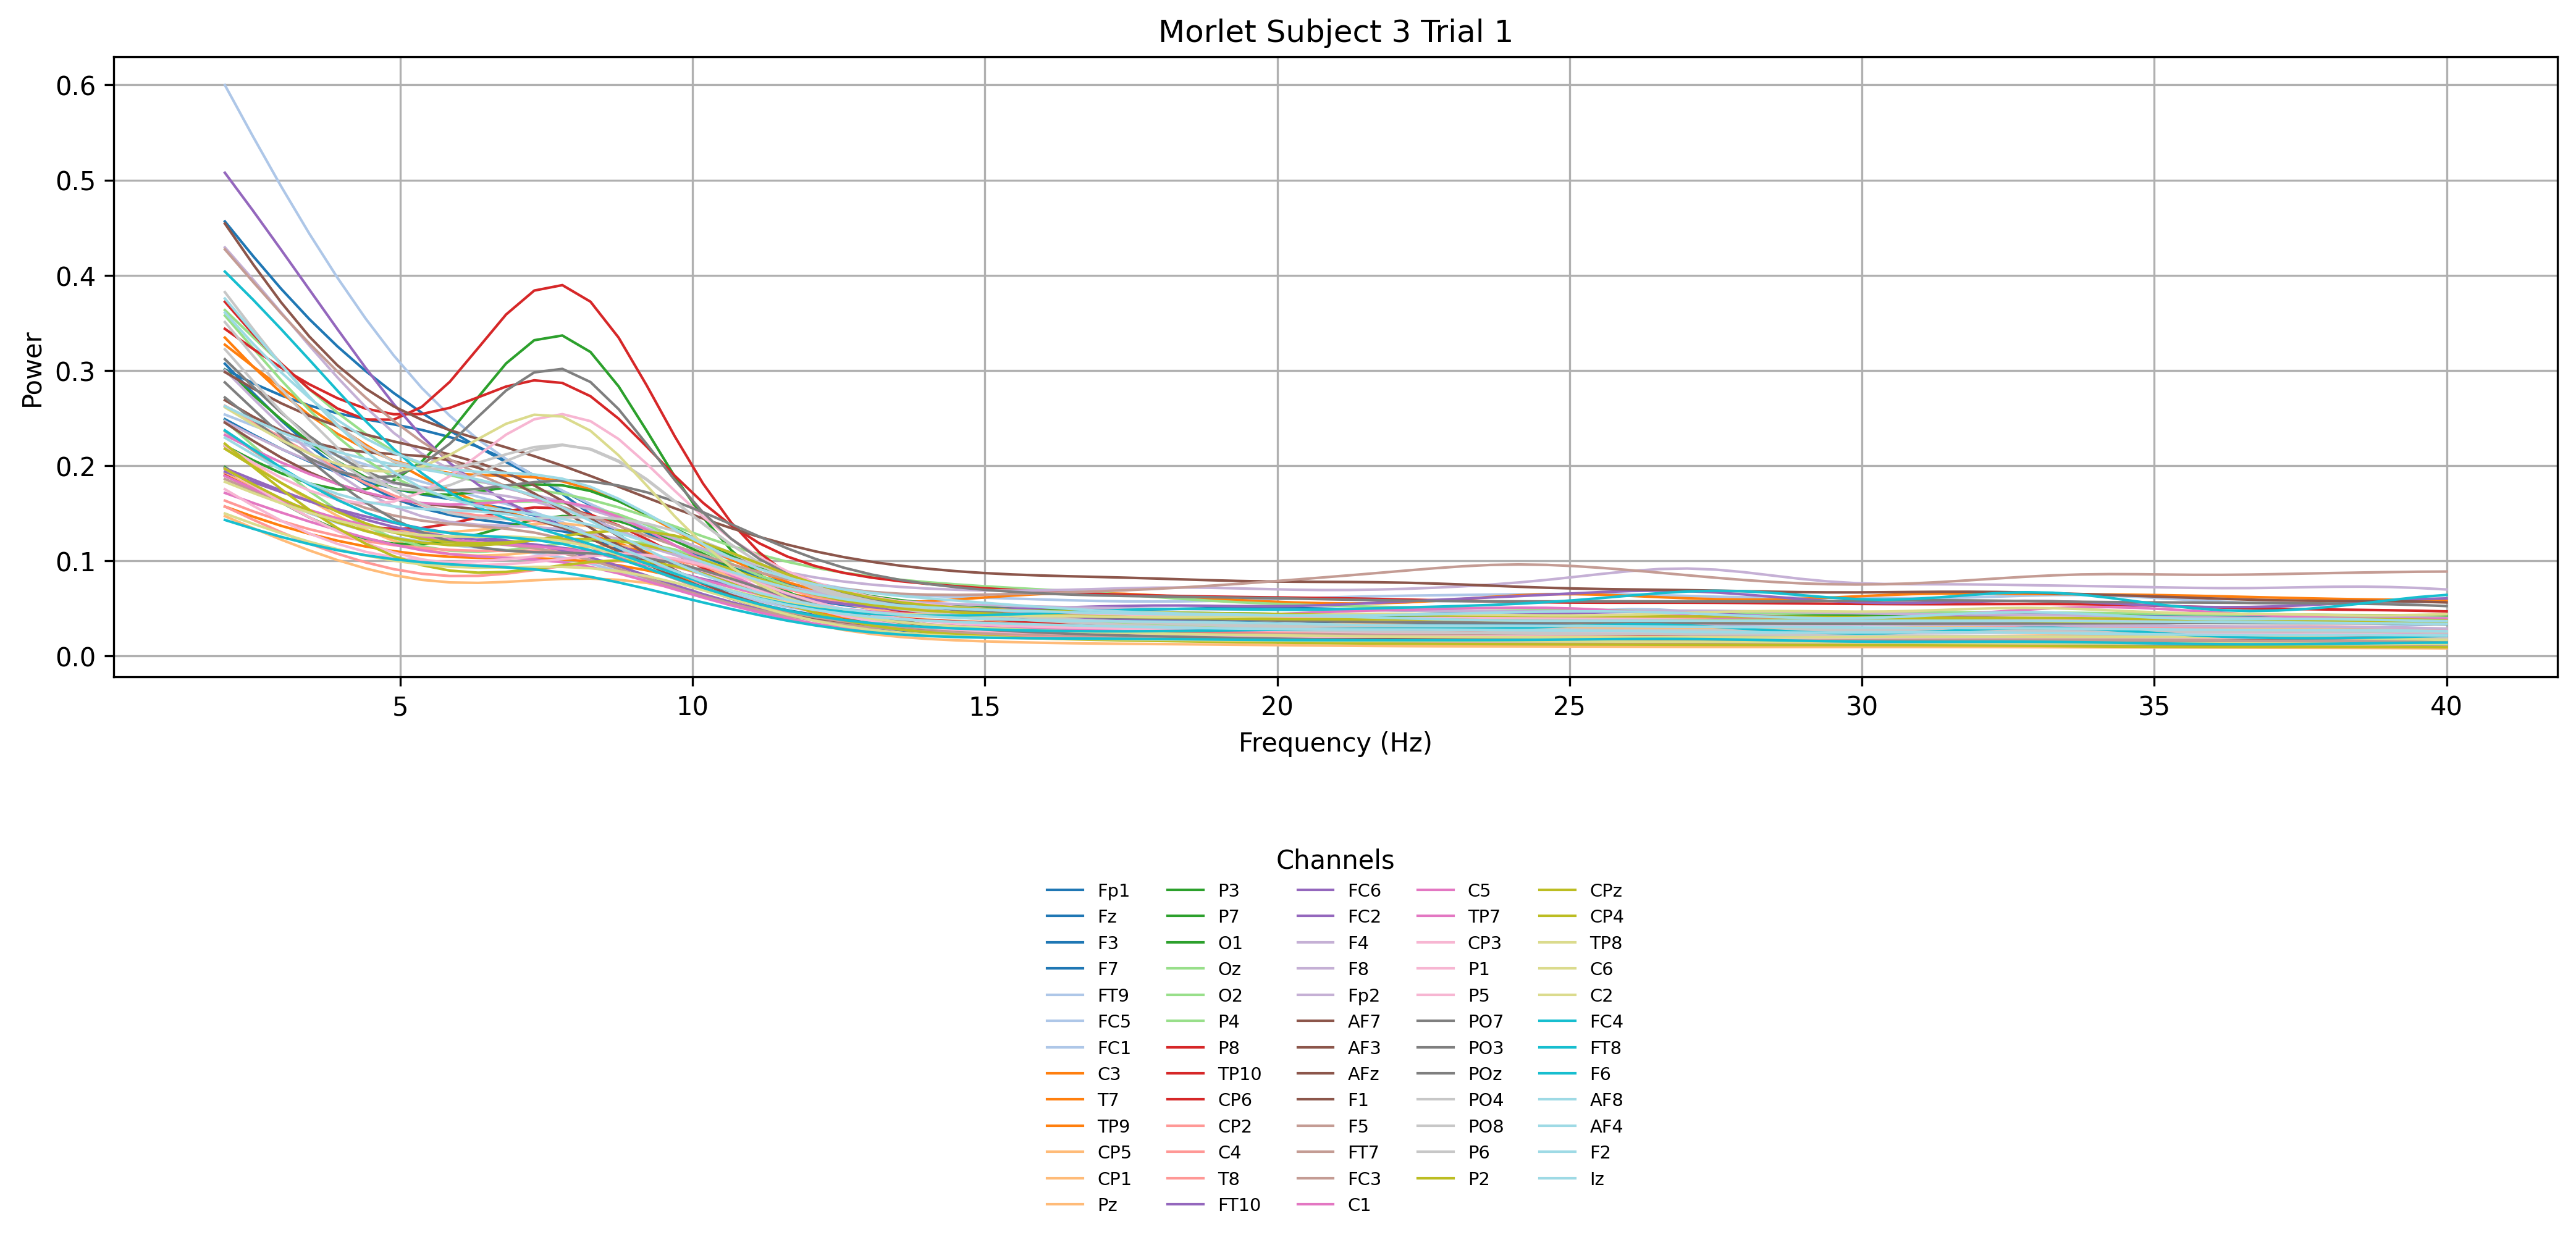 Morlet Subject 3 Trial 1
Power
0.6
0.5
0.4
0.3
0.2
0.1
0.0
5 10 15 20 25 30 35 40
Frequency (Hz)
Channels
Fp1 P3 FC6 C5 CPz
Fz P7 FC2 TP7 CP4
F3 O1 F4 CP3 TP8
F7 Oz F8 P1 C6
FT9 O2 Fp2 P5 C2
FC5 P4 AF7 PO7 FC4
FC1 P8 AF3 PO3 FT8
C3 TP10 AFz POz F6
T7 CP6 F1 PO4 AF8
TP9 CP2 F5 PO8 AF4
CP5 C4 FT7 P6 F2
CP1 T8 FC3 P2 Iz
Pz FT10 C1